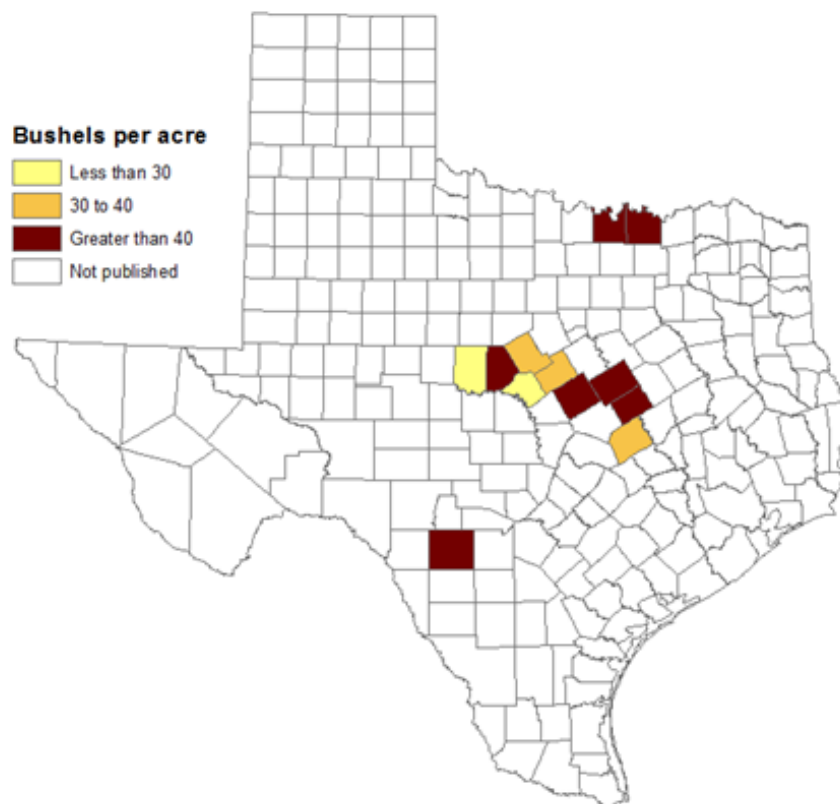 Bushels per acre
Less than 30
30 to 40
Greater than 40
Not published